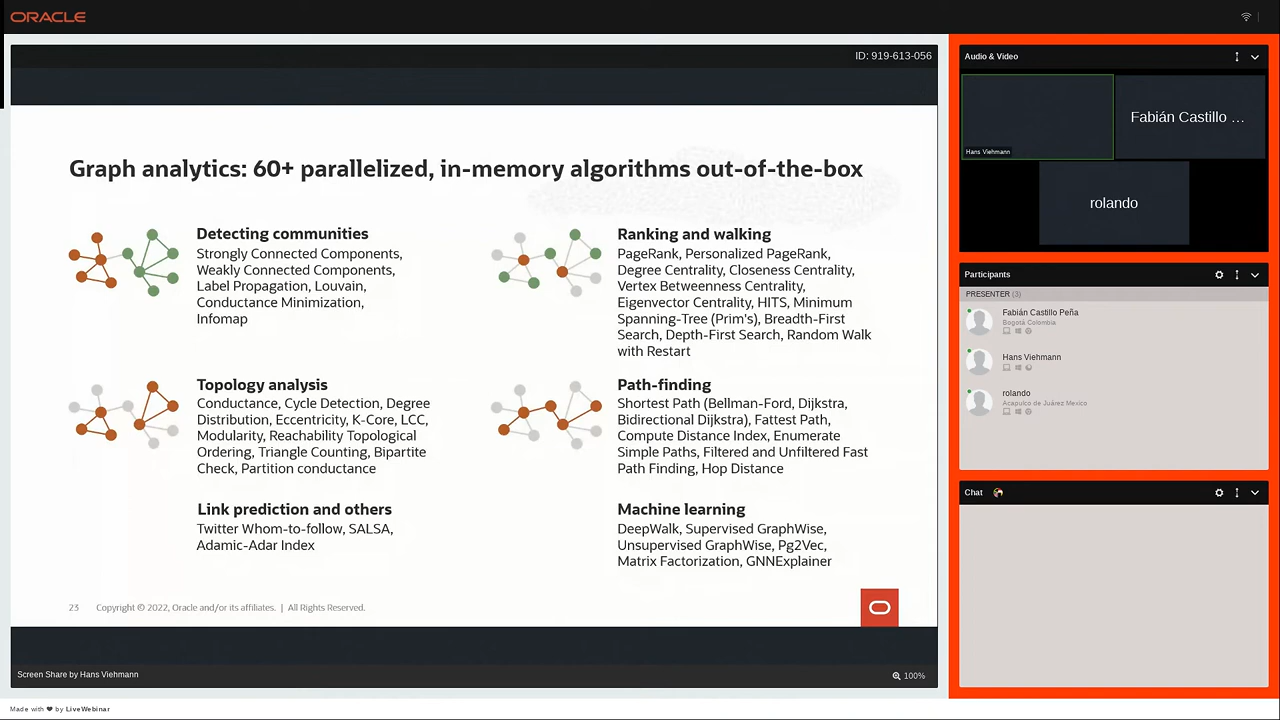 ORACLE
ID: 919-613-056
Graph analytics: 60+ parallelized, in-memory algorithms out-of-the-box
Detecting communities
Strongly Connected Components,
Weakly Connected Components,
Label Propagation, Louvain,
Conductance Minimization,
Infomap
Ranking and walking
PageRank, Personalized PageRank,
Degree Centrality, Closeness Centrality,
Vertex Betweenness Centrality,
Eigenvector Centrality, HITS, Minimum
Spanning-Tree (Prim's), Breadth-First
Search, Depth-First Search, Random Walk
with Restart
Topology analysis
Conductance, Cycle Detection, Degree
Distribution, Eccentricity, K-Core, LCC,
Modularity, Reachability Topological
Ordering, Triangle Counting, Bipartite
Check, Partition conductance
Path-finding
Shortest Path (Bellman-Ford, Dijkstra,
Bidirectional Dijkstra), Fattest Path,
Compute Distance Index, Enumerate
Simple Paths, Filtered and Unfiltered Fast
Path Finding, Hop Distance
Link prediction and others
Twitter Whom-to-follow, SALSA,
Adamic-Adar Index
Machine learning
DeepWalk, Supervised GraphWise,
Unsupervised GraphWise, Pg2Vec,
Matrix Factorization, GNNExplainer
23 Copyright © 2022, Oracle and/or its affiliates. | All Rights Reserved.
Screen Share by Hans Viehmann
100%
Made with ❤ by LiveWebinar
Audio & Video
Hans Viehmann
Fabián Castillo …
rolando
Participants
PRESENTER (3)
Fabián Castillo Peña
Bogotá Colombia
Hans Viehmann
rolando
Acapulco de Juárez Mexico
Chat